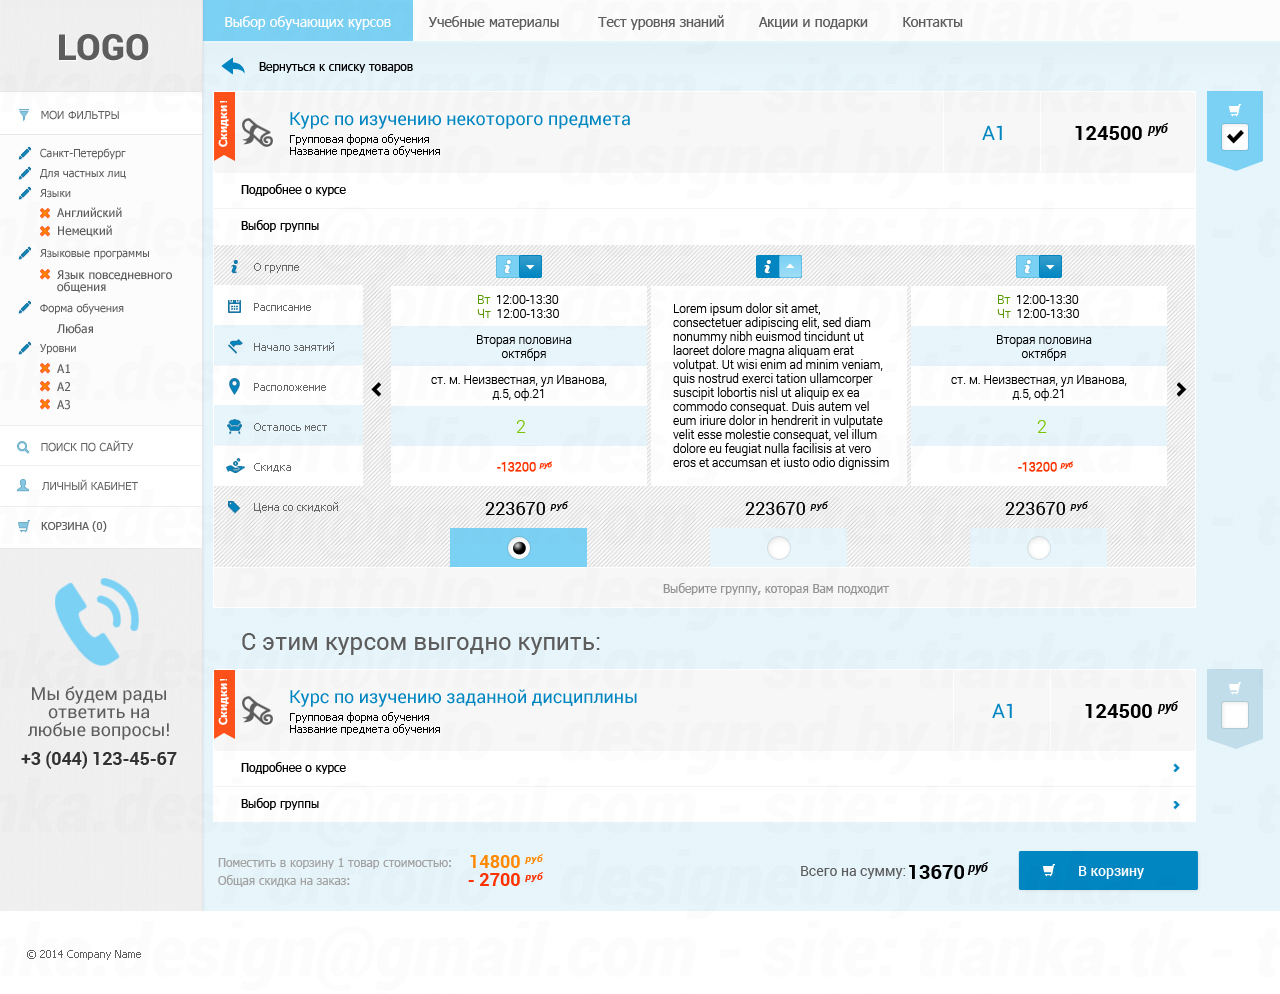 Выбор обучающих курсов
Учебные материалы
Тест уровня знаний
Акции и подарки
Контакты
LOGO
МОИ ФИЛЬТРЫ
Санкт-Петербург
Для частных лиц
Языки
Английский
Немецкий
Языковые программы
Язык повседневного
общения
Форма обучения
Любая
Уровни
A1
A2
A3
ПОИСК ПО САЙТУ
ЛИЧНЫЙ КАБИНЕТ
КОРЗИНА (0)
Мы будем рады
ответить на
любые вопросы!
+3 (044) 123-45-67
Вернуться к списку товаров
Скидки!
Курс по изучению некоторого предмета
Групповая форма обучения
Название предмета обучения
A1
124500 руб
Подробнее о курсе
Выбор группы
О группе
Расписание
Начало занятий
Расположение
Осталось мест
Скидка
Цена со скидкой
Вт 12:00-13:30
Чт 12:00-13:30
Вторая половина
октября
ст. м. Неизвестная, ул Иванова,
д.5, оф.21
2
-13200 руб
223670 руб
Lorem ipsum dolor sit amet,
consectetuer adipiscing elit, sed diam
nonummy nibh euismod tincidunt ut
laoreet dolore magna aliquam erat
volutpat. Ut wisi enim ad minim veniam,
quis nostrud exerci tation ullamcorper
suscipit lobortis nisl ut aliquip ex ea
commodo consequat. Duis autem vel
eum iriure dolor in hendrerit in vulputate
velit esse molestie consequat, vel illum
dolore eu feugiat nulla facilisis at vero
eros et accumsan et iusto odio dignissim
223670 руб
Вт 12:00-13:30
Чт 12:00-13:30
Вторая половина
октября
ст. м. Неизвестная, ул Иванова,
д.5, оф.21
2
-13200 руб
223670 руб
Выберите группу, которая Вам подходит
С этим курсом выгодно купить:
Скидки!
Курс по изучению заданной дисциплины
Групповая форма обучения
Название предмета обучения
A1
124500 руб
Подробнее о курсе
Выбор группы
Поместить в корзину 1 товар стоимостью: 14800 руб
Общая скидка на заказ: - 2700 руб
Всего на сумму: 13670 руб
В корзину
© 2014 Company Name